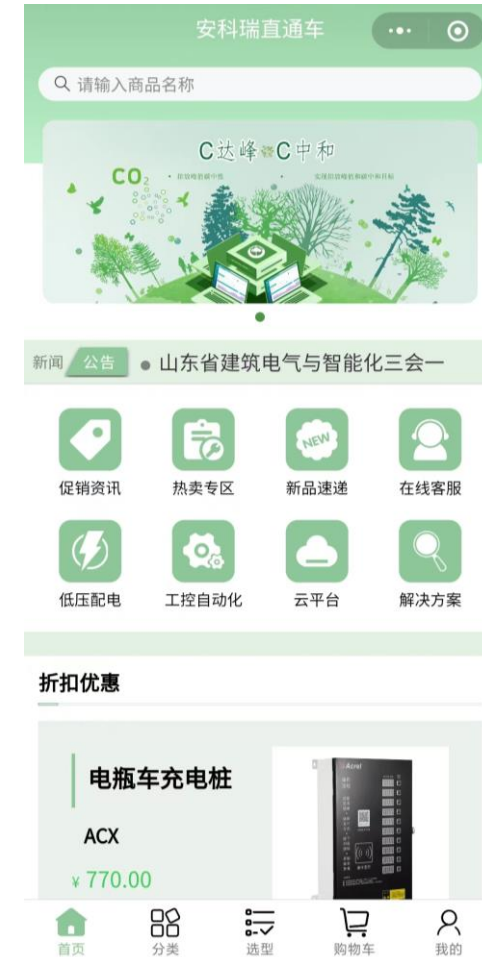 安科瑞直通车
请输入商品名称
C达峰 C中和
CO2
新闻 公告 ● 山东省建筑电气与智能化三会一
NEW
促销资讯 热卖专区 新品速递 在线客服
低压配电 工控自动化 云平台 解决方案
折扣优惠
电瓶车充电桩
Acrel
ACX
¥ 770.00
首页 分类 选型 购物车 我的